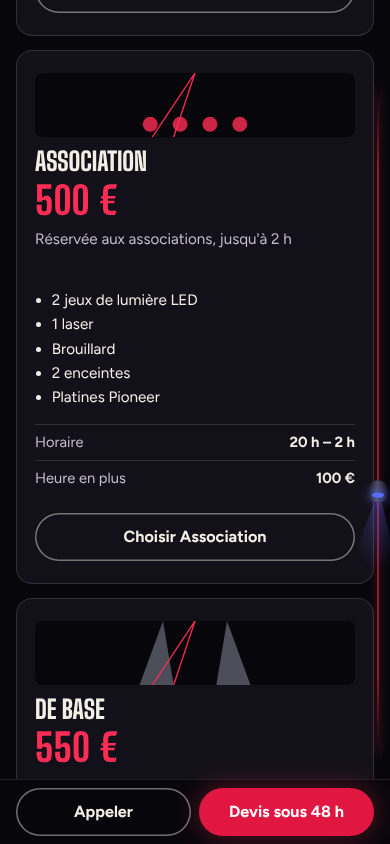 ASSOCIATION
500 €
Réservée aux associations, jusqu'à 2 h
• 2 jeux de lumière LED
• 1 laser
• Brouillard
• 2 enceintes
• Platines Pioneer
Horaire 20 h – 2 h
Heure en plus 100 €
Choisir Association
DE BASE
550 €
Appeler Devis sous 48 h